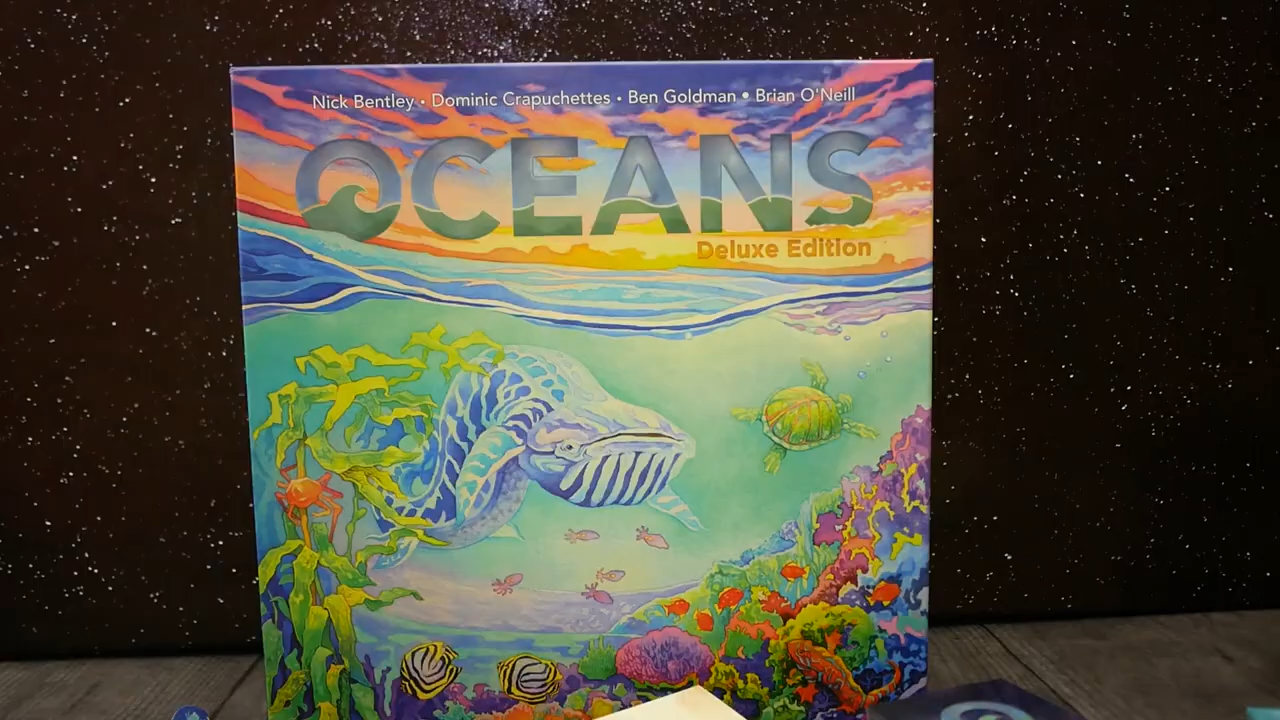 Nick Bentley • Dominic Crapuchettes • Ben Goldman • Brian O'Neill
OCEANS
Deluxe Edition